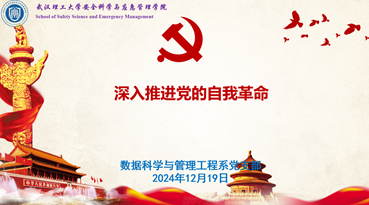 武汉理工大学安全科学与应急管理学院
School of Safety Science and Emergency Management
深入推进党的自我革命
数据科学与管理工程系党支部
2024年12月19日